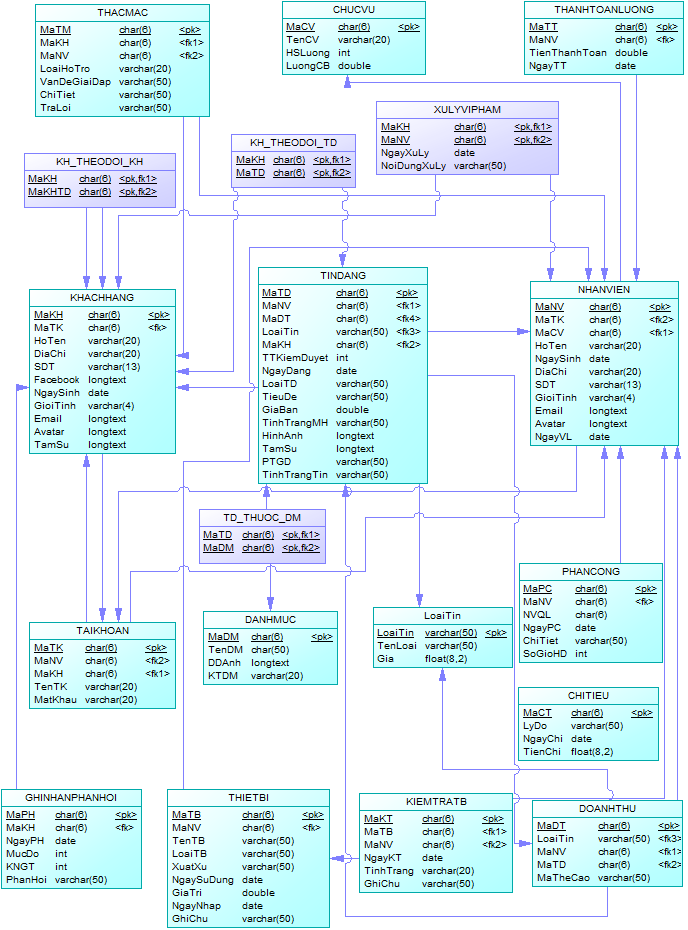 THACMAC
MaTM char(6) <pk>
MaKH char(6) <fk1>
MaNV char(6) <fk2>
LoaiHoTro varchar(20)
VanDeGiaiDap varchar(50)
ChiTiet varchar(50)
TraLoi varchar(50)
CHUCVU
MaCV char(6) <pk>
TenCV varchar(20)
HSLuong int
LuongCB double
THANHTOANLUONG
MaTT char(6) <pk>
MaNV char(6) <fk>
TienThanhToan double
NgayTT date
XULYVIPHAM
MaKH char(6) <pk,fk1>
MaNV char(6) <pk,fk2>
NgayXuLy date
NoiDungXuLy varchar(50)
KH_THEODOI_TD
MaKH char(6) <pk,fk1>
MaTD char(6) <pk,fk2>
KH_THEODOI_KH
MaKH char(6) <pk,fk1>
MaKHTD char(6) <pk,fk2>
KHACHHANG
MaKH char(6) <pk>
MaTK char(6) <fk>
HoTen varchar(20)
DiaChi varchar(20)
SDT varchar(13)
Facebook longtext
NgaySinh date
GioiTinh varchar(4)
Email longtext
Avatar longtext
TamSu longtext
TINDANG
MaTD char(6) <pk>
MaNV char(6) <fk1>
MaDT char(6) <fk4>
LoaiTin varchar(50) <fk3>
MaKH char(6) <fk2>
TTKiemDuyet int
NgayDang date
LoaiTD varchar(50)
TieuDe varchar(50)
GiaBan double
TinhTrangMH varchar(50)
HinhAnh longtext
TamSu longtext
PTGD varchar(50)
TinhTrangTin varchar(50)
NHANVIEN
MaNV char(6) <pk>
MaTK char(6) <fk2>
MaCV char(6) <fk1>
HoTen varchar(20)
NgaySinh date
DiaChi varchar(20)
SDT varchar(13)
GioiTinh varchar(4)
Email longtext
Avatar longtext
NgayVL date
TD_THUOC_DM
MaTD char(6) <pk,fk1>
MaDM char(6) <pk,fk2>
PHANCONG
MaPC char(6) <pk>
MaNV char(6) <fk>
NVQL char(6)
NgayPC date
ChiTiet varchar(50)
SoGioHD int
TAIKHOAN
MaTK char(6) <pk>
MaNV char(6) <fk2>
MaKH char(6) <fk1>
TenTK varchar(20)
MatKhau varchar(20)
DANHMUC
MaDM char(6) <pk>
TenDM char(50)
DDAnh longtext
KTDM varchar(20)
LoaiTin
LoaiTin varchar(50) <pk>
TenLoai varchar(50)
Gia float(8,2)
CHITIEU
MaCT char(6) <pk>
LyDo varchar(50)
NgayChi date
TienChi float(8,2)
GHINHANPHANHOI
MaPH char(6) <pk>
MaKH char(6) <fk>
NgayPH date
MucDo int
KNGT int
PhanHoi varchar(50)
THIETBI
MaTB char(6) <pk>
MaNV char(6) <fk>
TenTB varchar(50)
LoaiTB varchar(50)
XuatXu varchar(50)
NgaySuDung date
GiaTri double
NgayNhap date
GhiChu varchar(50)
KIEMTRATB
MaKT char(6) <pk>
MaTB char(6) <fk1>
MaNV char(6) <fk2>
NgayKT date
TinhTrang varchar(20)
GhiChu varchar(50)
DOANHTHU
MaDT char(6) <pk>
LoaiTin varchar(50) <fk3>
MaNV char(6) <fk1>
MaTD char(6) <fk2>
MaTheCao varchar(50)